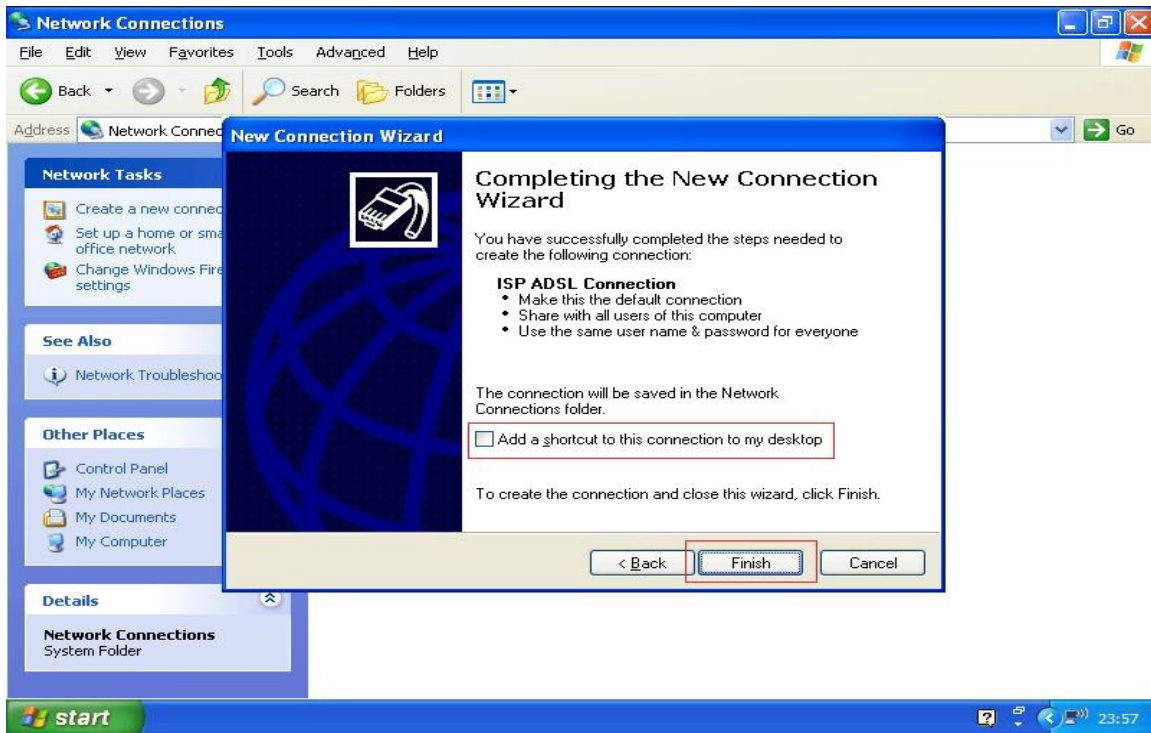 Network Connections
File Edit View Favorites Tools Advanced Help
Back Search Folders
Address Network Connec Go
Network Tasks
Create a new connec
Set up a home or sma
office network
Change Windows Fire
settings
See Also
Network Troubleshoo
Other Places
Control Panel
My Network Places
My Documents
My Computer
Details
Network Connections
System Folder
New Connection Wizard
Completing the New Connection
Wizard
You have successfully completed the steps needed to
create the following connection:
ISP ADSL Connection
• Make this the default connection
• Share with all users of this computer
• Use the same user name & password for everyone
The connection will be saved in the Network
Connections folder.
Add a shortcut to this connection to my desktop
To create the connection and close this wizard, click Finish.
< Back Finish Cancel
start 23:57